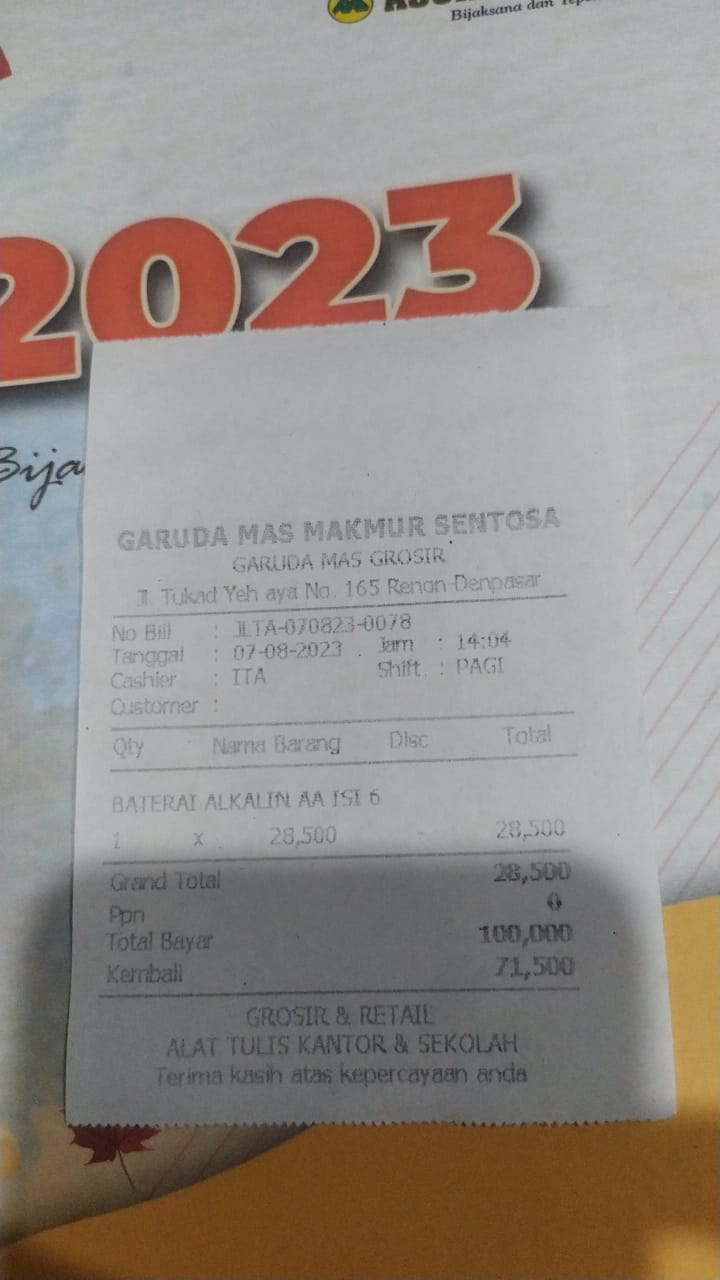 Bijaksana dan
2023
Bija
GARUDA MAS MAKMUR SENTOSA
GARUDA MAS GROSIR
Jl. Tukad Yeh aya No. 165 Renon-Denpasar
No Bill : JLTA-070823-0078
Tanggal : 07-08-2023 Jam : 14:04
Cashier : ITA Shift : PAGI
Customer :
Qty Nama Barang Disc Total
BATERAI ALKALIN AA ISI 6
1 x 28,500 - 28,500
Grand Total 28,500
Ppn 0
Total Bayar 100,000
Kembali 71,500
GROSIR & RETAIL
ALAT TULIS KANTOR & SEKOLAH
Terima kasih atas kepercayaan anda